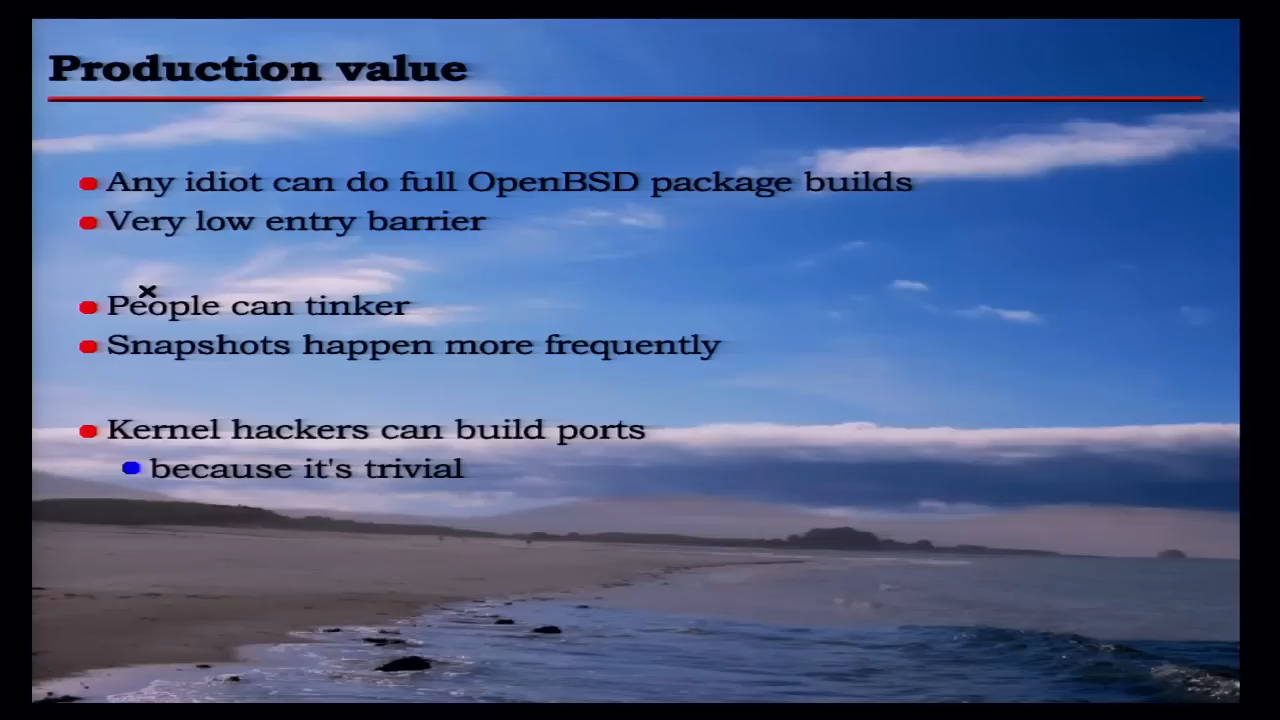 Production value
Any idiot can do full OpenBSD package builds
Very low entry barrier
People can tinker
Snapshots happen more frequently
Kernel hackers can build ports
because it's trivial